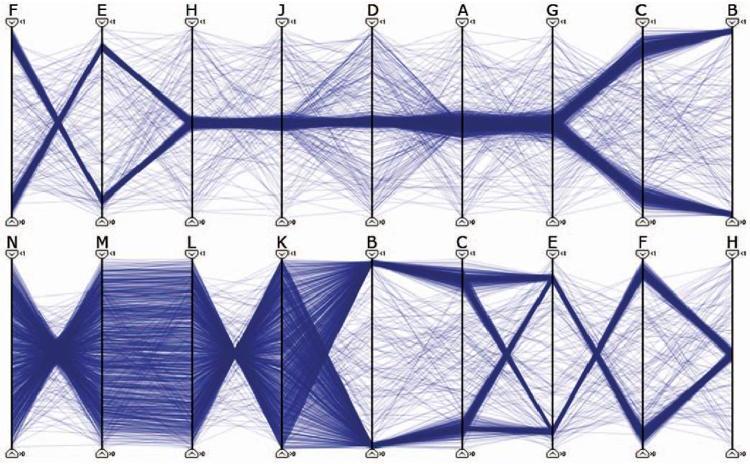 F E H J D A G C B
<1 <1 <1 <1 <1 <1 <1 <1 <1
>0 >0 >0 >0 >0 >0 >0 >0 >0
N M L K B C E F H
<1 <1 <1 <1 <1 <1 <1 <1 <1
>0 >0 >0 >0 >0 >0 >0 >0 >0